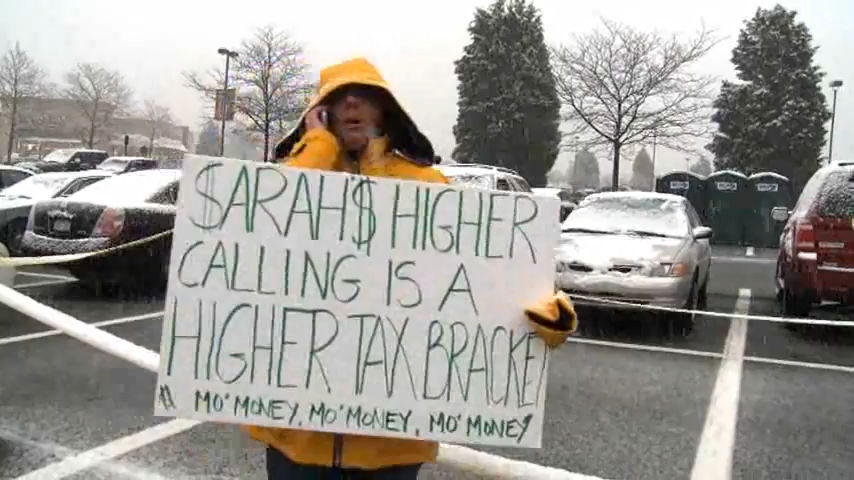 $ARAH$ HIGHER
CALLING IS A
HIGHER TAX BRACKET
"MO' MONEY, MO' MONEY, MO' MONEY"